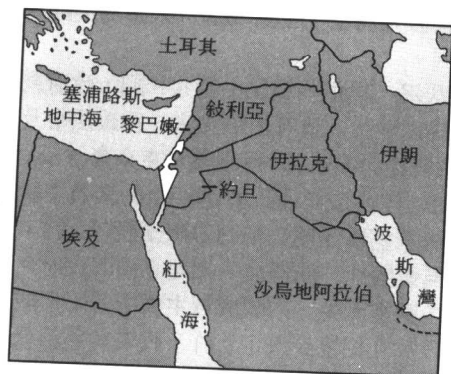 土耳其
塞浦路斯
地中海
黎巴嫩
敍利亞
伊拉克
伊朗
約旦
埃及
紅海
波斯灣
沙烏地阿拉伯